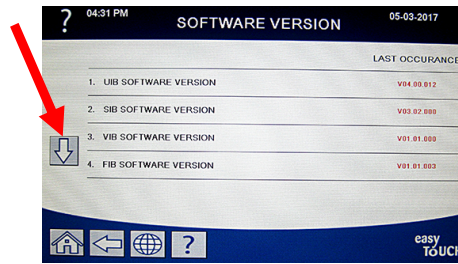 ? 04:31 PM SOFTWARE VERSION 05-03-2017
LAST OCCURANCE
1. UIB SOFTWARE VERSION V04.00.012
2. SIB SOFTWARE VERSION V03.02.000
3. VIB SOFTWARE VERSION V01.01.000
4. FIB SOFTWARE VERSION V01.01.003
?
easy
TOUCH